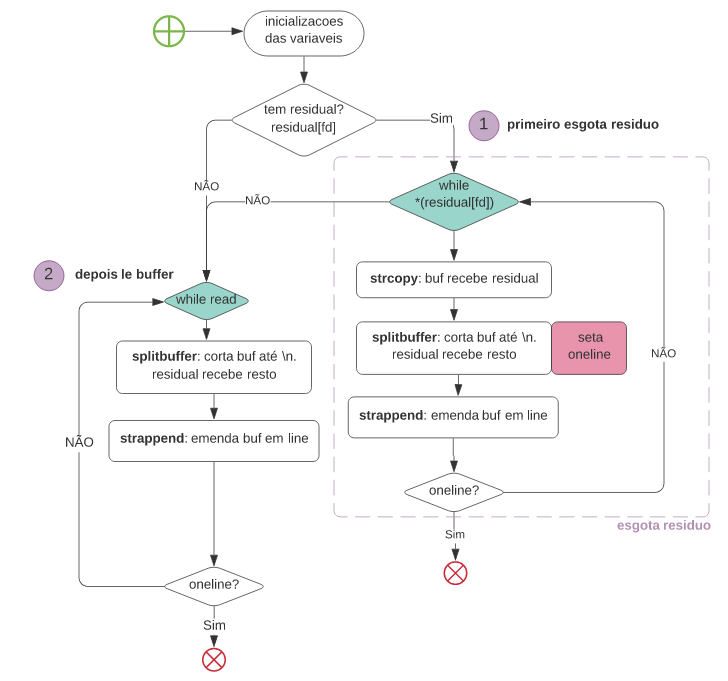 inicializacoes
das variaveis
tem residual?
residual[fd]
Sim
1
primeiro esgota residuo
NÃO
while
*(residual[fd])
NÃO
2
depois le buffer
while read
strcopy: buf recebe residual
splitbuffer: corta buf até \n.
residual recebe resto
seta
oneline
NÃO
splitbuffer: corta buf até \n.
residual recebe resto
strappend: emenda buf em line
strappend: emenda buf em line
NÃO
oneline?
esgota residuo
Sim
oneline?
Sim